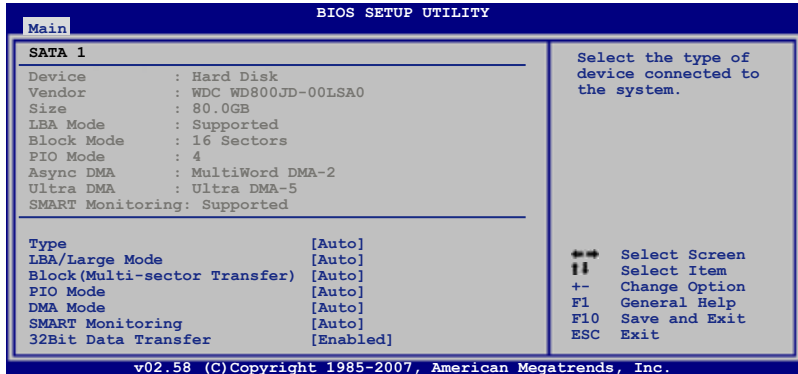 BIOS SETUP UTILITY
Main
SATA 1
Device : Hard Disk
Vendor : WDC WD800JD-00LSA0
Size : 80.0GB
LBA Mode : Supported
Block Mode : 16 Sectors
PIO Mode : 4
Async DMA : MultiWord DMA-2
Ultra DMA : Ultra DMA-5
SMART Monitoring: Supported
Type [Auto]
LBA/Large Mode [Auto]
Block(Multi-sector Transfer) [Auto]
PIO Mode [Auto]
DMA Mode [Auto]
SMART Monitoring [Auto]
32Bit Data Transfer [Enabled]
Select the type of
device connected to
the system.
←→ Select Screen
↑↓ Select Item
+- Change Option
F1 General Help
F10 Save and Exit
ESC Exit
v02.58 (C)Copyright 1985-2007, American Megatrends, Inc.